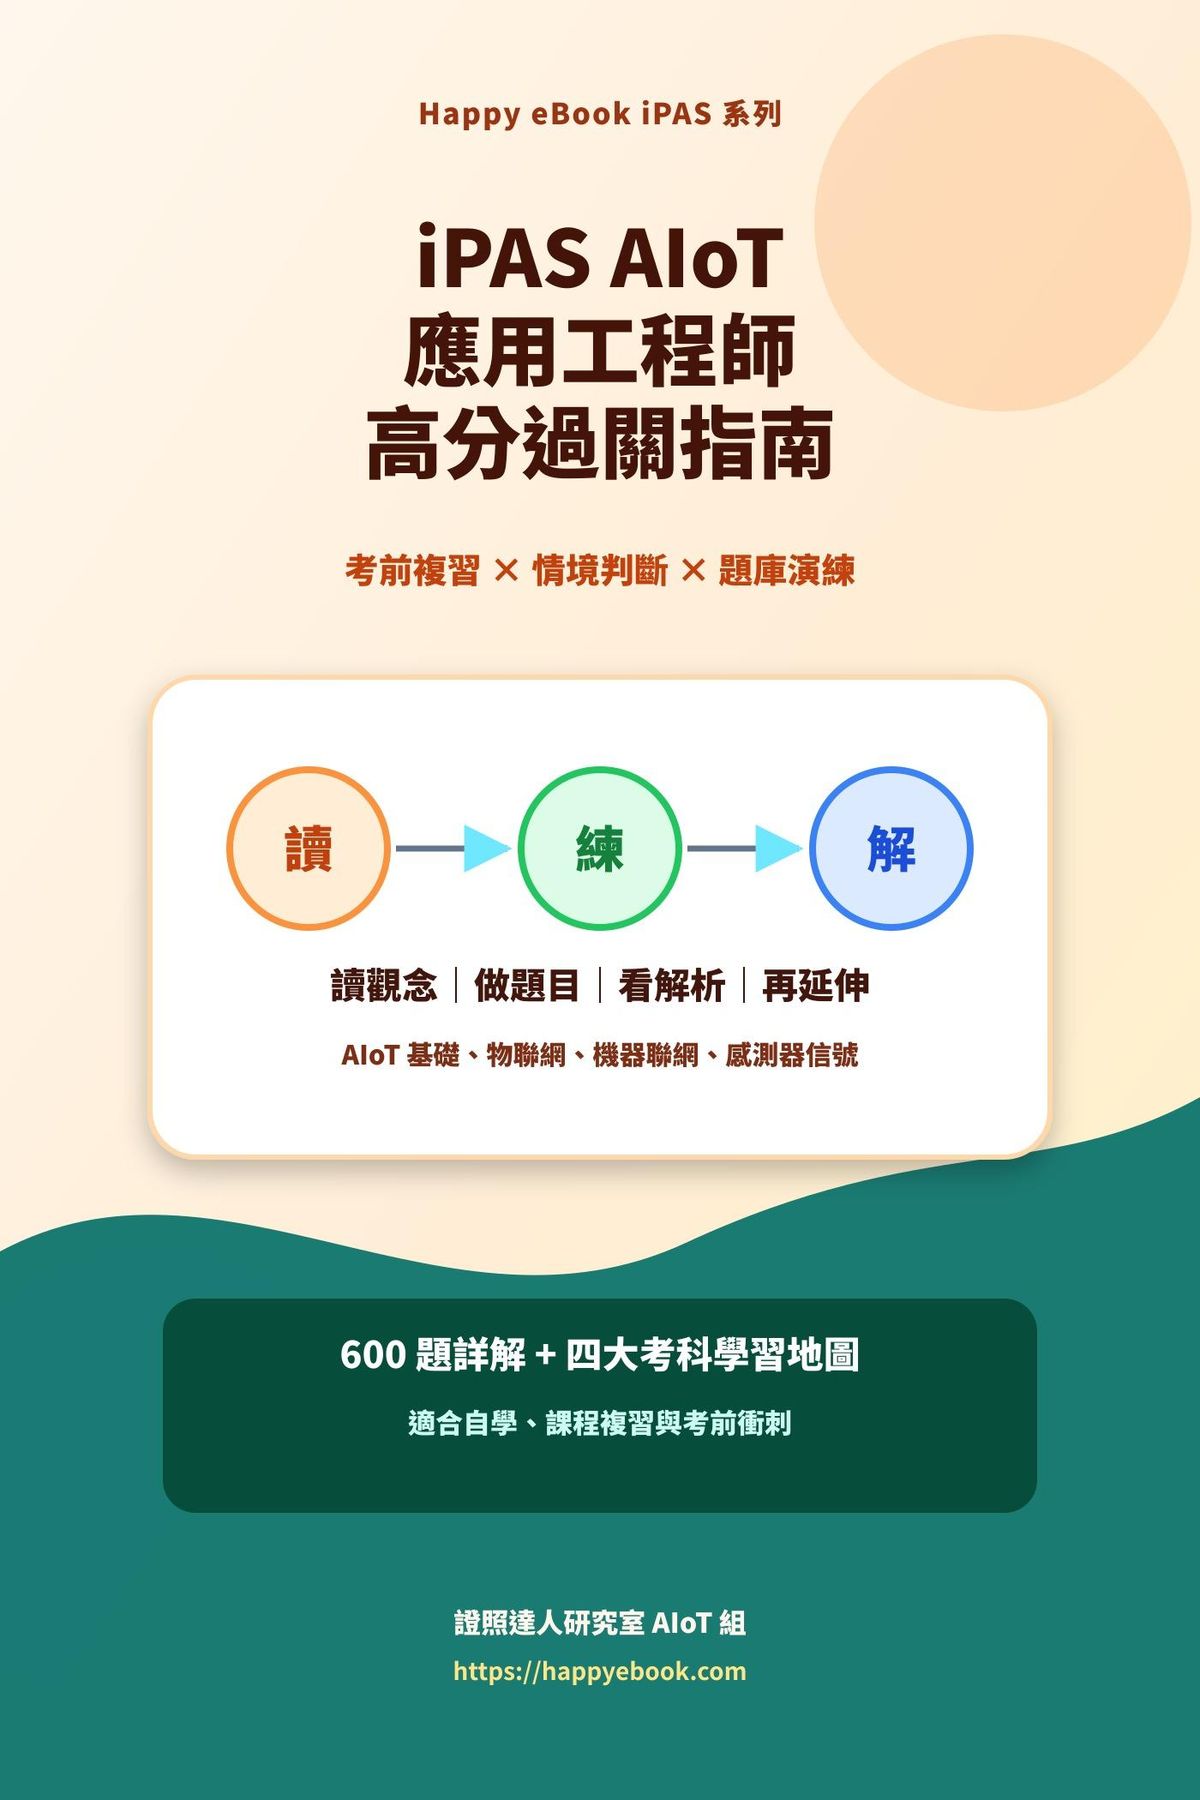 Happy eBook iPAS 系列
iPAS AIoT
應用工程師
高分過關指南
考前複習 × 情境判斷 × 題庫演練
讀
練
解
讀觀念｜做題目｜看解析｜再延伸
AIoT 基礎、物聯網、機器聯網、感測器信號
600 題詳解 + 四大考科學習地圖
適合自學、課程複習與考前衝刺
證照達人研究室 AIoT 組
https://happyebook.com